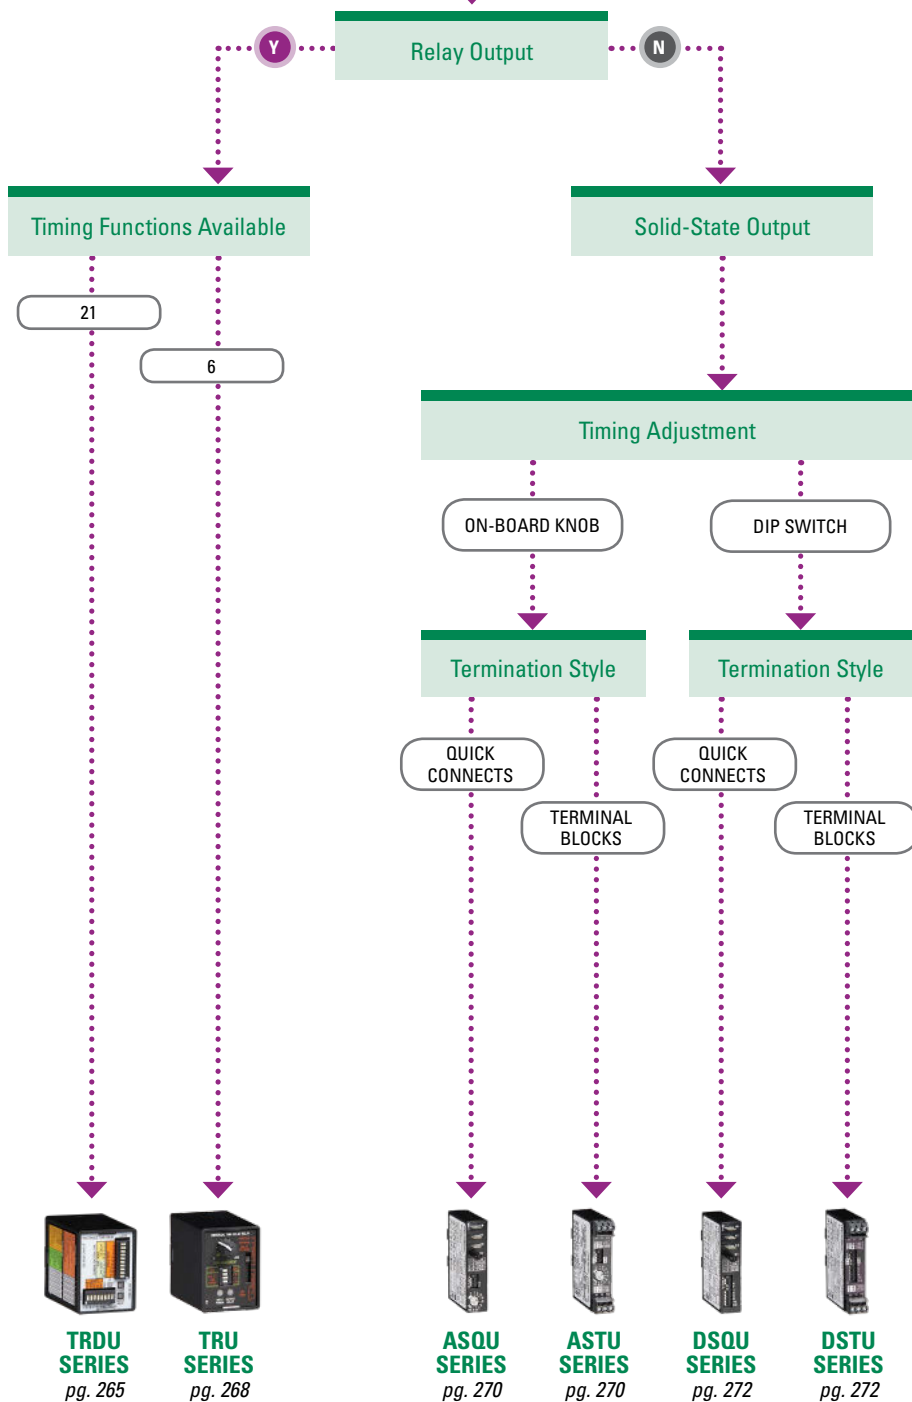 Y
Relay Output
N
Timing Functions Available
Solid-State Output
21
6
Timing Adjustment
ON-BOARD KNOB
DIP SWITCH
Termination Style
Termination Style
QUICK
CONNECTS
TERMINAL
BLOCKS
QUICK
CONNECTS
TERMINAL
BLOCKS
TRDU
SERIES
pg. 265
TRU
SERIES
pg. 268
ASQU
SERIES
pg. 270
ASTU
SERIES
pg. 270
DSQU
SERIES
pg. 272
DSTU
SERIES
pg. 272